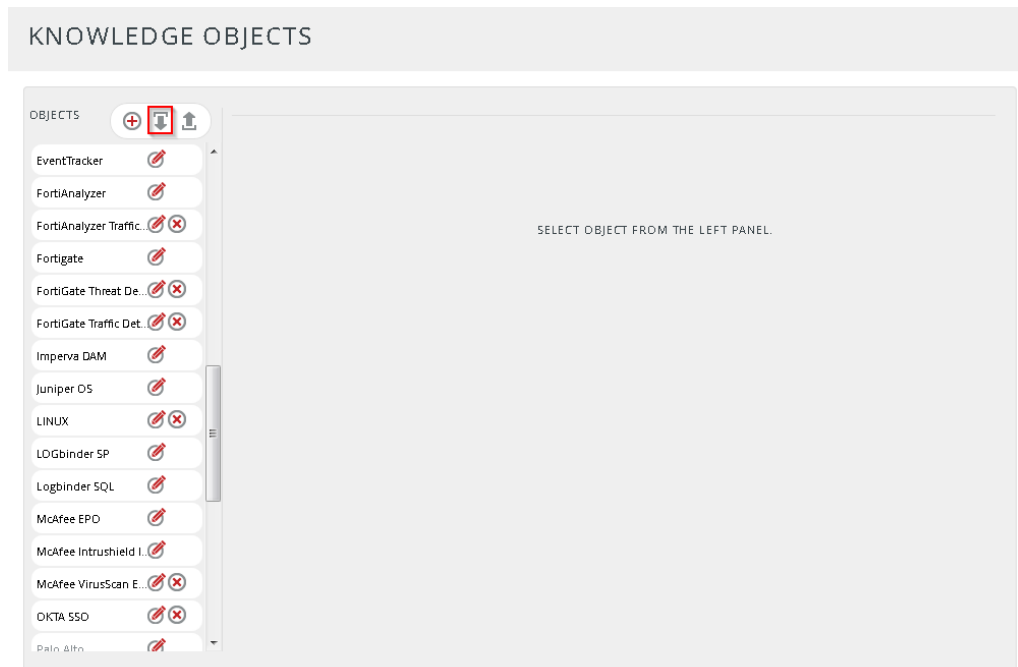 KNOWLEDGE OBJECTS
OBJECTS
EventTracker
FortiAnalyzer
FortiAnalyzer Traffic...
Fortigate
FortiGate Threat De...
FortiGate Traffic Det...
Imperva DAM
Juniper OS
LINUX
LOGbinder SP
Logbinder SQL
McAfee EPO
McAfee Intrushield I...
McAfee VirusScan E...
OKTA SSO
Palo Alto
SELECT OBJECT FROM THE LEFT PANEL.